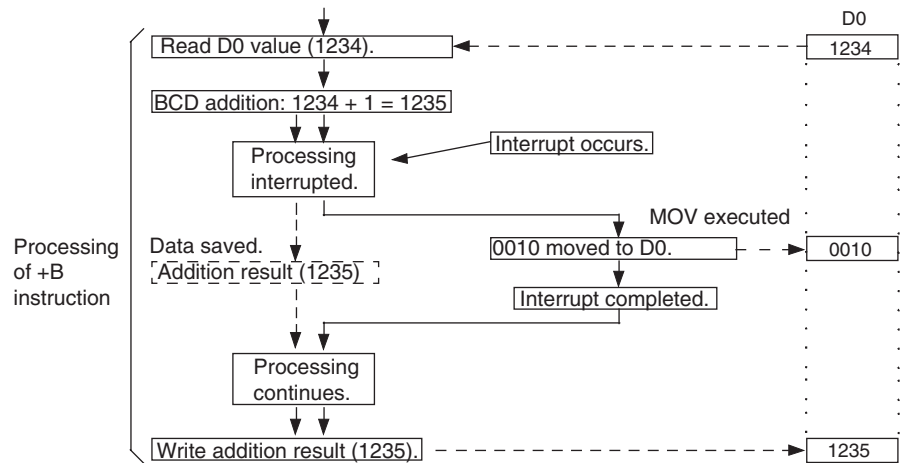 D0
Read D0 value (1234).
1234
BCD addition: 1234 + 1 = 1235
Interrupt occurs.
Processing
interrupted.
MOV executed
Processing
of +B
instruction
Data saved.
0010 moved to D0.
0010
Addition result (1235)
Interrupt completed.
Processing
continues.
Write addition result (1235).
1235